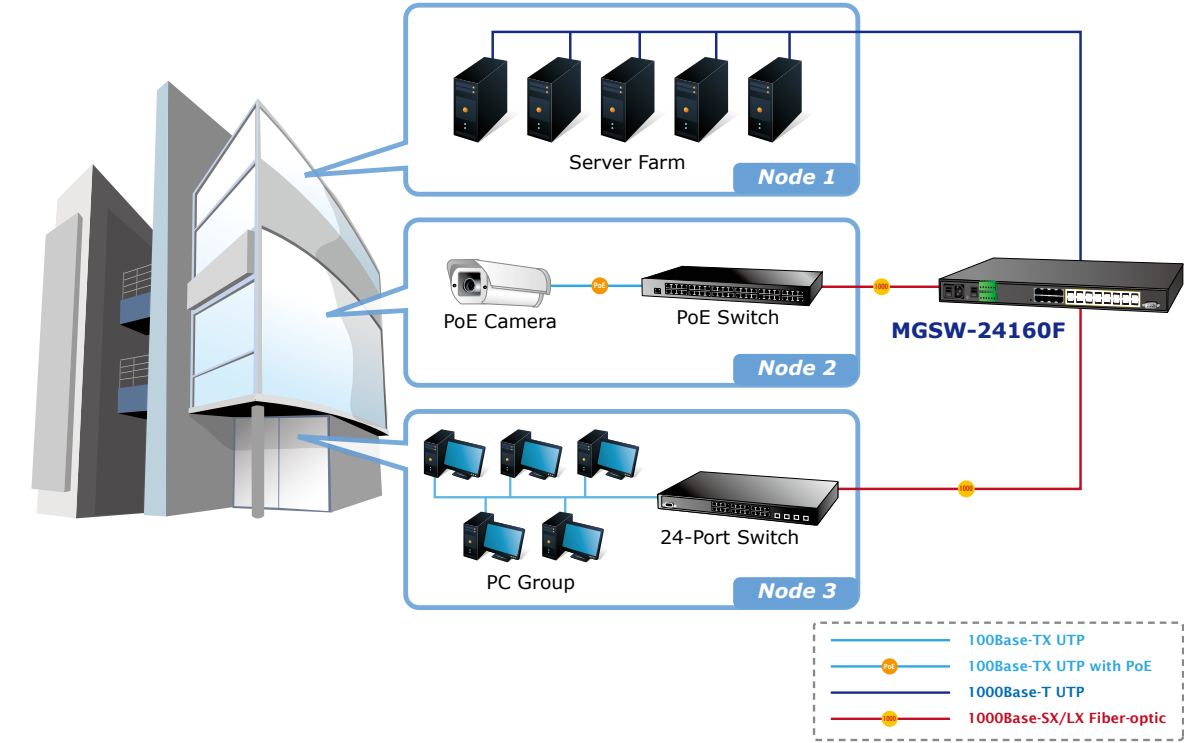 Server Farm
Node 1
PoE
1000
PoE Camera
PoE Switch
MGSW-24160F
Node 2
1000
24-Port Switch
PC Group
Node 3
100Base-TX UTP
PoE
100Base-TX UTP with PoE
1000Base-T UTP
1000
1000Base-SX/LX Fiber-optic